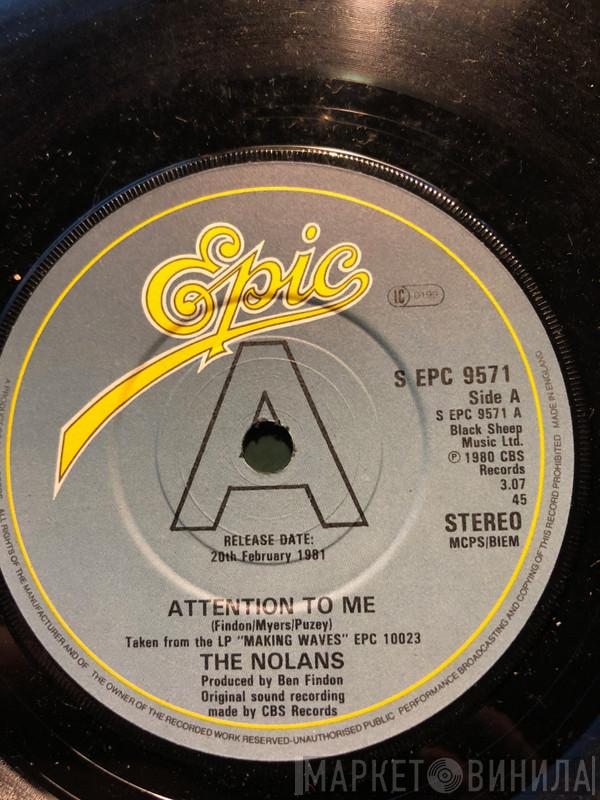 Epic
IC 0199
A
S EPC 9571
Side A
S EPC 9571 A
Black Sheep
Music Ltd.
℗ 1980 CBS
Records
3.07
45
STEREO
MCPS/BIEM
RELEASE DATE:
20th February 1981
ATTENTION TO ME
(Findon/Myers/Puzey)
Taken from the LP "MAKING WAVES" EPC 10023
THE NOLANS
Produced by Ben Findon
Original sound recording
made by CBS Records
ALL RIGHTS OF THE MANUFACTURER AND OF THE OWNER OF THE RECORDED WORK RESERVED-UNAUTHORISED PUBLIC PERFORMANCE BROADCASTING AND COPYING OF THIS RECORD PROHIBITED MADE IN ENGLAND
МАРКЕТ ВИНИЛА